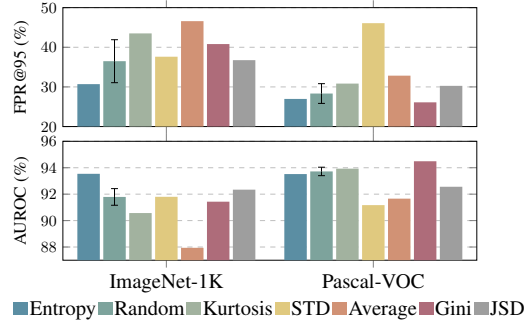 FPR@95 (%)
50
40
30
20
AUROC (%)
96
94
92
90
88
ImageNet-1K Pascal-VOC
Entropy Random Kurtosis STD Average Gini JSD